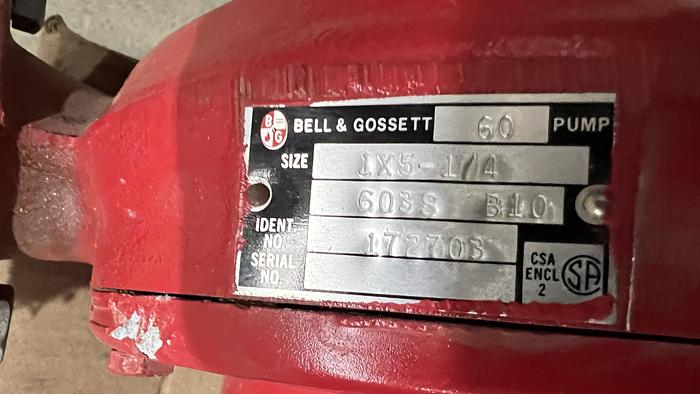 B G BELL & GOSSETT 60 PUMP
SIZE 1X5-1/4
603S B10
IDENT. NO. 172703
SERIAL NO.
CSA ENCL 2 SA